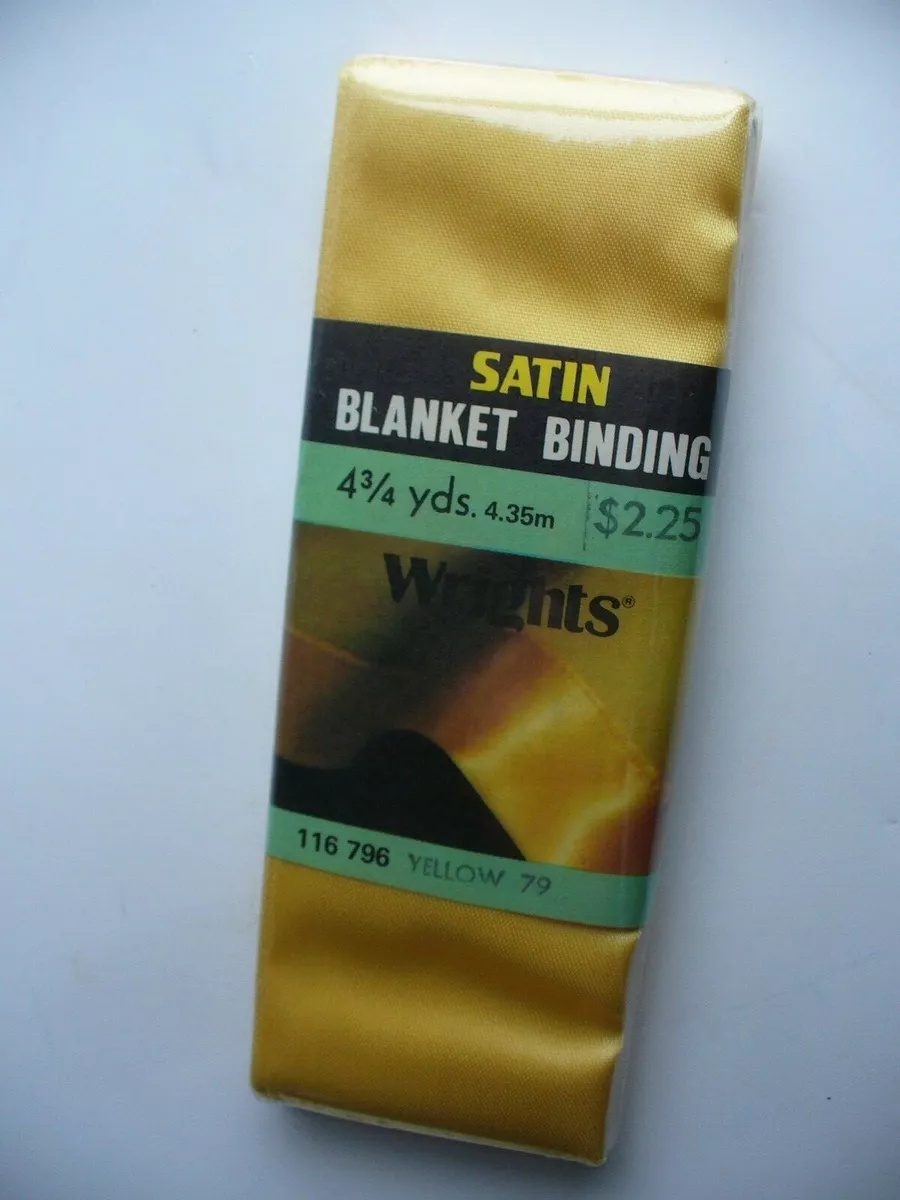 SATIN
BLANKET BINDING
4¾ yds. 4.35m $2.25
Wrights®
116 796 YELLOW 79